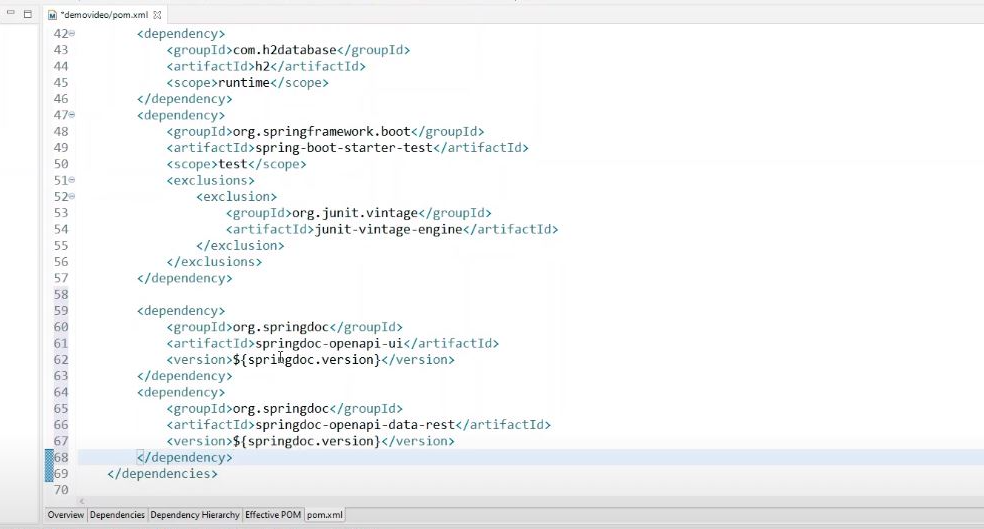 *demovideo/pom.xml
42 <dependency>
43 <groupId>com.h2database</groupId>
44 <artifactId>h2</artifactId>
45 <scope>runtime</scope>
46 </dependency>
47 <dependency>
48 <groupId>org.springframework.boot</groupId>
49 <artifactId>spring-boot-starter-test</artifactId>
50 <scope>test</scope>
51 <exclusions>
52 <exclusion>
53 <groupId>org.junit.vintage</groupId>
54 <artifactId>junit-vintage-engine</artifactId>
55 </exclusion>
56 </exclusions>
57 </dependency>
58
59 <dependency>
60 <groupId>org.springdoc</groupId>
61 <artifactId>springdoc-openapi-ui</artifactId>
62 <version>${springdoc.version}</version>
63 </dependency>
64 <dependency>
65 <groupId>org.springdoc</groupId>
66 <artifactId>springdoc-openapi-data-rest</artifactId>
67 <version>${springdoc.version}</version>
68 </dependency>
69 </dependencies>
70
Overview Dependencies Dependency Hierarchy Effective POM pom.xml